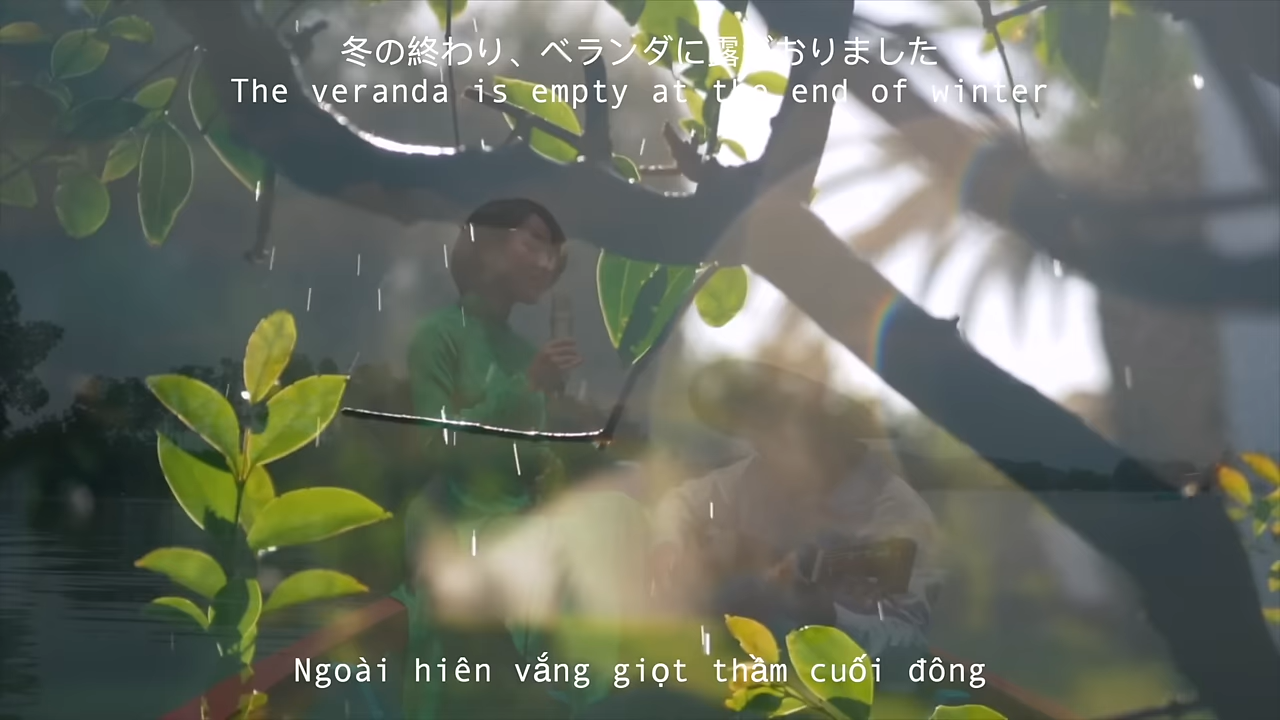 冬の終わり、ベランダに露がおりました
The veranda is empty at the end of winter
Ngoài hiên vắng giọt thầm cuối đông